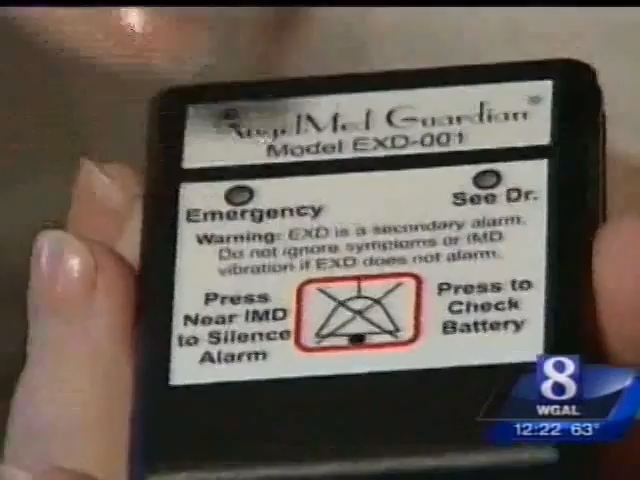 AngelMed Guardian®
Model EXD-001
Emergency
See Dr.
Warning: EXD is a secondary alarm.
Do not ignore symptoms or IMD
vibration if EXD does not alarm.
Press
Near IMD
to Silence
Alarm
Press to
Check
Battery
8
WGAL
12:22 63°